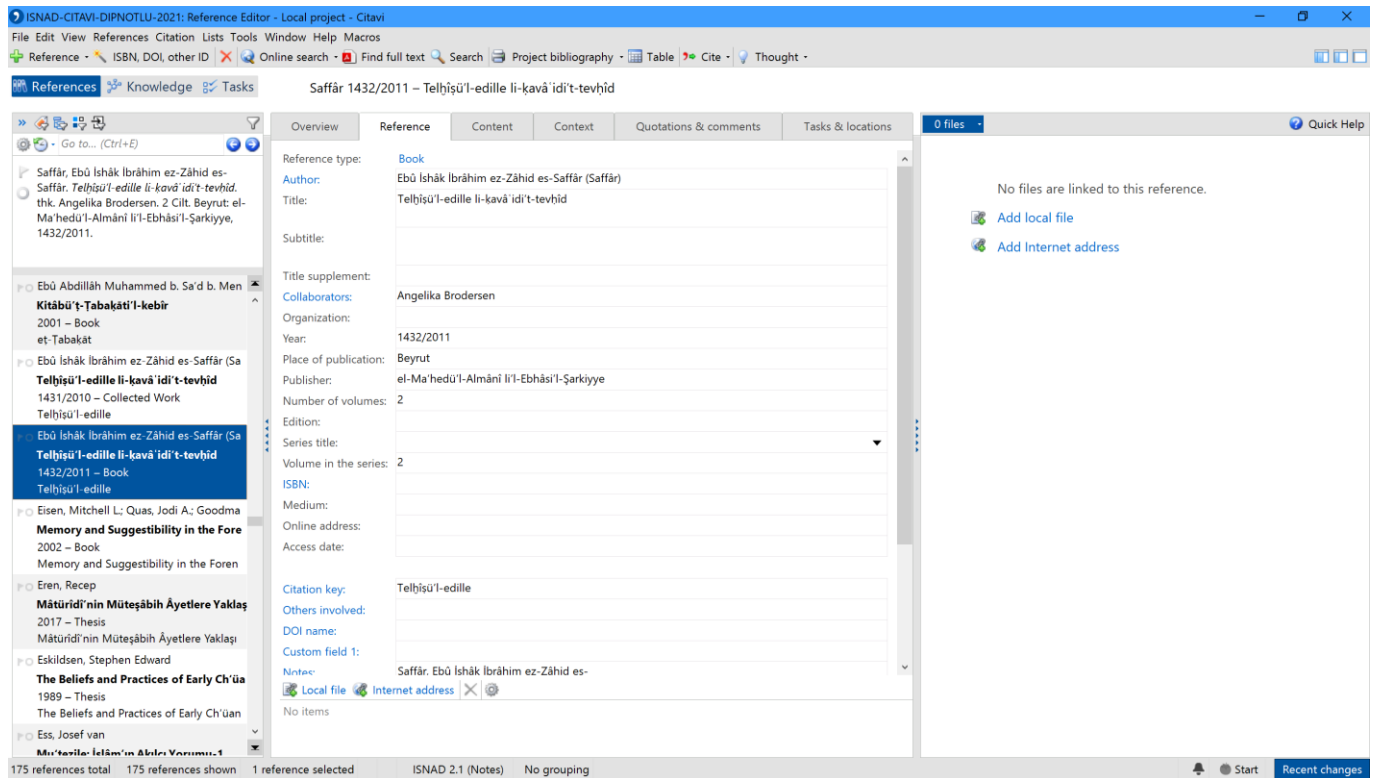 ISNAD-CITAVI-DIPNOTLU-2021: Reference Editor - Local project - Citavi
File Edit View References Citation Lists Tools Window Help Macros
Reference ISBN, DOI, other ID Online search Find full text Search Project bibliography Table Cite Thought
References Knowledge Tasks
Saffâr 1432/2011 – Telḫîṣü'l-edille li-ḳavâʿidi't-tevḥîd
Go to... (Ctrl+E)
Saffâr, Ebû İshâk İbrâhim ez-Zâhid es-
Saffâr. Telḫîṣü'l-edille li-ḳavâʿidi't-tevḥîd.
thk. Angelika Brodersen. 2 Cilt. Beyrut: el-
Ma'hedü'l-Almânî li'l-Ebhâsi'l-Şarkiyye,
1432/2011.
Ebû Abdillâh Muhammed b. Sa'd b. Men
Kitâbü'ṭ-Ṭabaḳāti'l-kebîr
2001 – Book
eṭ-Ṭabaḳāt
Ebû İshâk İbrâhim ez-Zâhid es-Saffâr (Sa
Telḫîṣü'l-edille li-ḳavâʿidi't-tevḥîd
1431/2010 – Collected Work
Telḫîṣü'l-edille
Ebû İshâk İbrâhim ez-Zâhid es-Saffâr (Sa
Telḫîṣü'l-edille li-ḳavâʿidi't-tevḥîd
1432/2011 – Book
Telḫîṣü'l-edille
Eisen, Mitchell L.; Quas, Jodi A.; Goodma
Memory and Suggestibility in the Fore
2002 – Book
Memory and Suggestibility in the Foren
Eren, Recep
Mâtürîdî'nin Müteşâbih Âyetlere Yaklaş
2017 – Thesis
Mâtürîdî'nin Müteşâbih Âyetlere Yaklaşı
Eskildsen, Stephen Edward
The Beliefs and Practices of Early Ch'üa
1989 – Thesis
The Beliefs and Practices of Early Ch'üan
Ess, Josef van
Mu'tezile: İslâm'ın Akılcı Yorumu-1
Overview Reference Content Context Quotations & comments Tasks & locations
Reference type: Book
Author: Ebû İshâk İbrâhim ez-Zâhid es-Saffâr (Saffâr)
Title: Telḫîṣü'l-edille li-ḳavâʿidi't-tevḥîd
Subtitle:
Title supplement:
Collaborators: Angelika Brodersen
Organization:
Year: 1432/2011
Place of publication: Beyrut
Publisher: el-Ma'hedü'l-Almânî li'l-Ebhâsi'l-Şarkiyye
Number of volumes: 2
Edition:
Series title:
Volume in the series: 2
ISBN:
Medium:
Online address:
Access date:
Citation key: Telḫîṣü'l-edille
Others involved:
DOI name:
Custom field 1:
Notes: Saffâr, Ebû İshâk İbrâhim ez-Zâhid es-
Local file Internet address
No items
0 files
Quick Help
No files are linked to this reference.
Add local file
Add Internet address
175 references total 175 references shown 1 reference selected ISNAD 2.1 (Notes) No grouping Start Recent changes